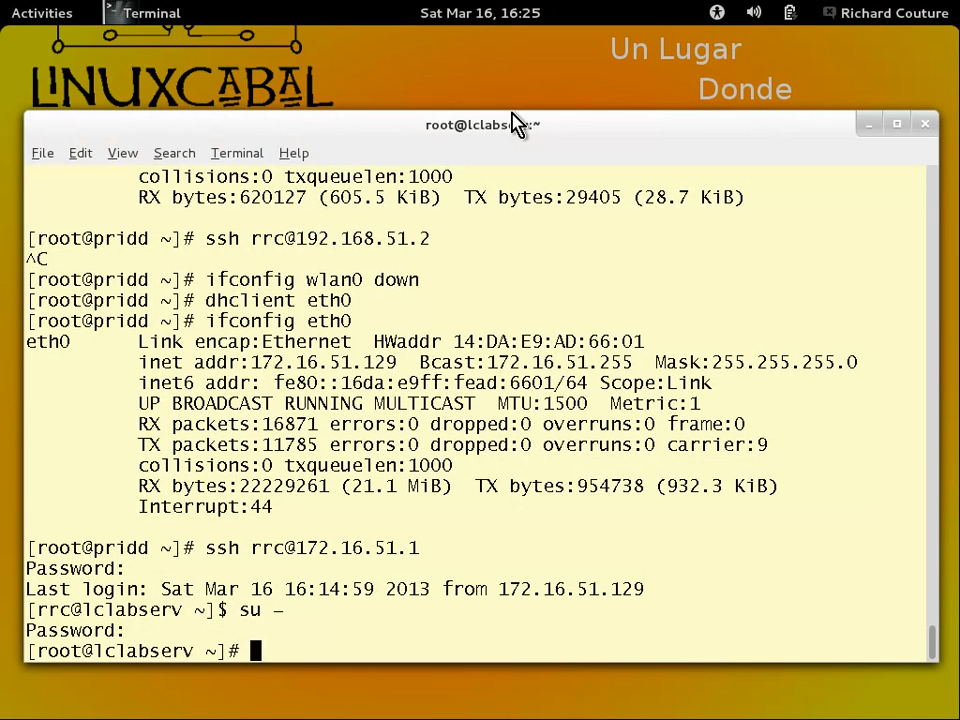 Activities Terminal Sat Mar 16, 16:25 Richard Couture
Un Lugar
LINUXCABAL Donde
root@lclabserv:~
File Edit View Search Terminal Help
collisions:0 txqueuelen:1000
RX bytes:620127 (605.5 KiB) TX bytes:29405 (28.7 KiB)
[root@pridd ~]# ssh rrc@192.168.51.2
^C
[root@pridd ~]# ifconfig wlan0 down
[root@pridd ~]# dhclient eth0
[root@pridd ~]# ifconfig eth0
eth0 Link encap:Ethernet HWaddr 14:DA:E9:AD:66:01
inet addr:172.16.51.129 Bcast:172.16.51.255 Mask:255.255.255.0
inet6 addr: fe80::16da:e9ff:fead:6601/64 Scope:Link
UP BROADCAST RUNNING MULTICAST MTU:1500 Metric:1
RX packets:16871 errors:0 dropped:0 overruns:0 frame:0
TX packets:11785 errors:0 dropped:0 overruns:0 carrier:9
collisions:0 txqueuelen:1000
RX bytes:22229261 (21.1 MiB) TX bytes:954738 (932.3 KiB)
Interrupt:44
[root@pridd ~]# ssh rrc@172.16.51.1
Password:
Last login: Sat Mar 16 16:14:59 2013 from 172.16.51.129
[rrc@lclabserv ~]$ su -
Password:
[root@lclabserv ~]#